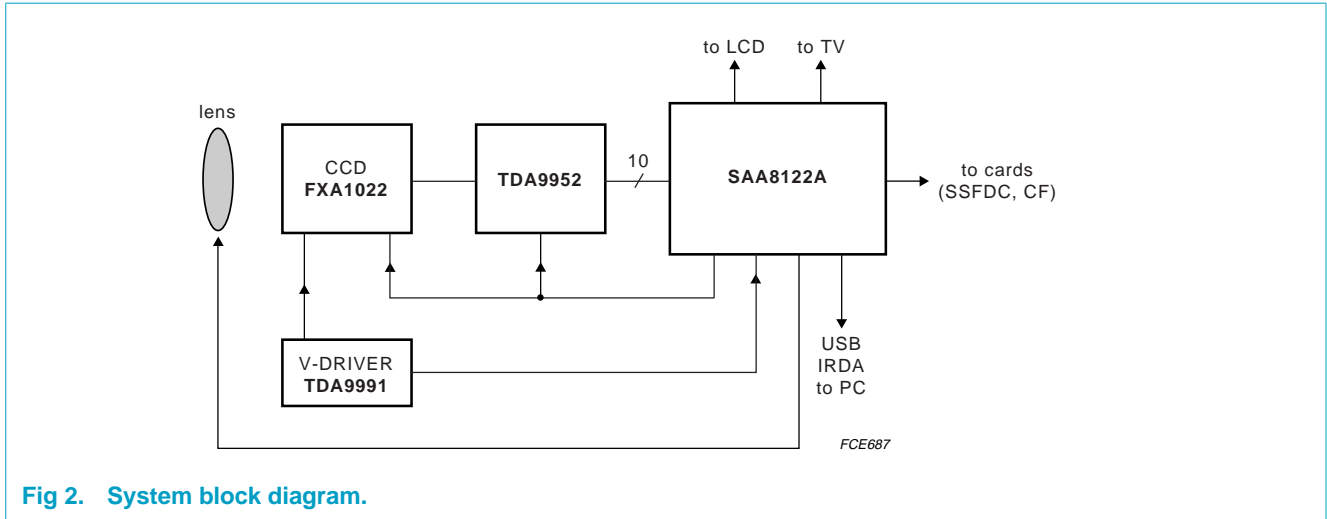 to LCD
to TV
lens
CCD
FXA1022
TDA9952
10
SAA8122A
to cards
(SSFDC, CF)
V-DRIVER
TDA9991
USB
IRDA
to PC
FCE687
Fig 2. System block diagram.